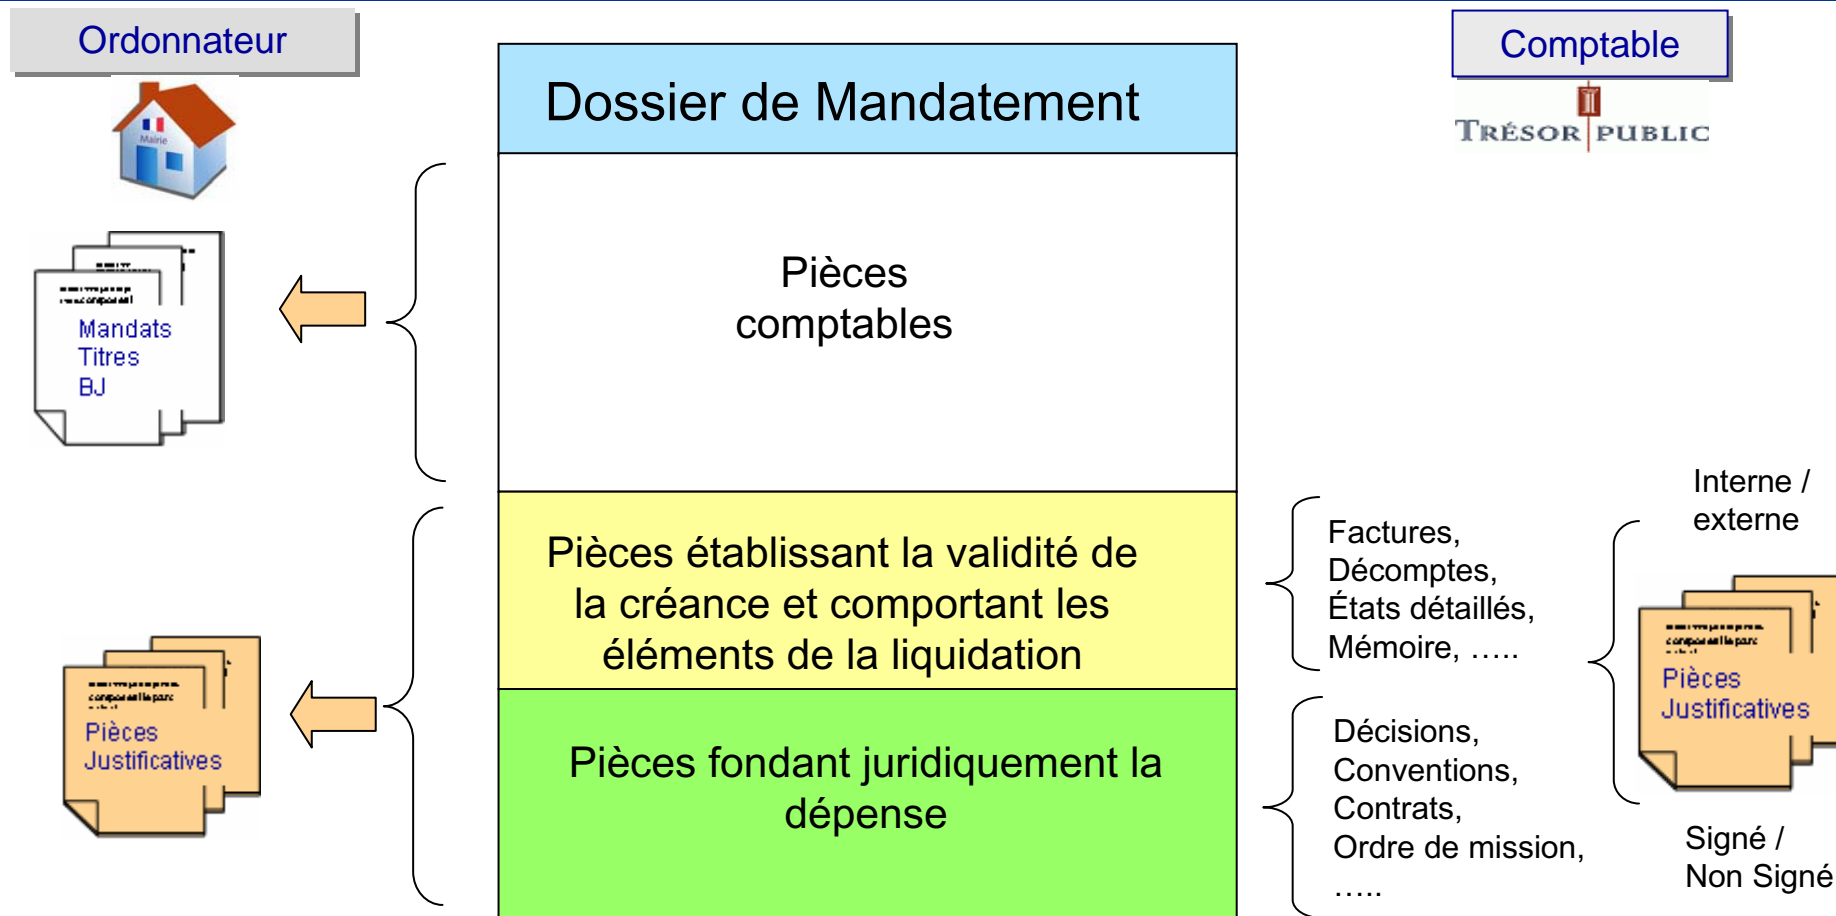 Ordonnateur
Mairie
Dossier de Mandatement
Comptable
TRÉSOR PUBLIC
Pièces
comptables
Mandats
Titres
BJ
Pièces établissant la validité de
la créance et comportant les
éléments de la liquidation
Pièces fondant juridiquement la
dépense
Pièces
Justificatives
Factures,
Décomptes,
États détaillés,
Mémoire, …..
Décisions,
Conventions,
Contrats,
Ordre de mission,
…..
Interne /
externe
Pièces
Justificatives
Signé /
Non Signé